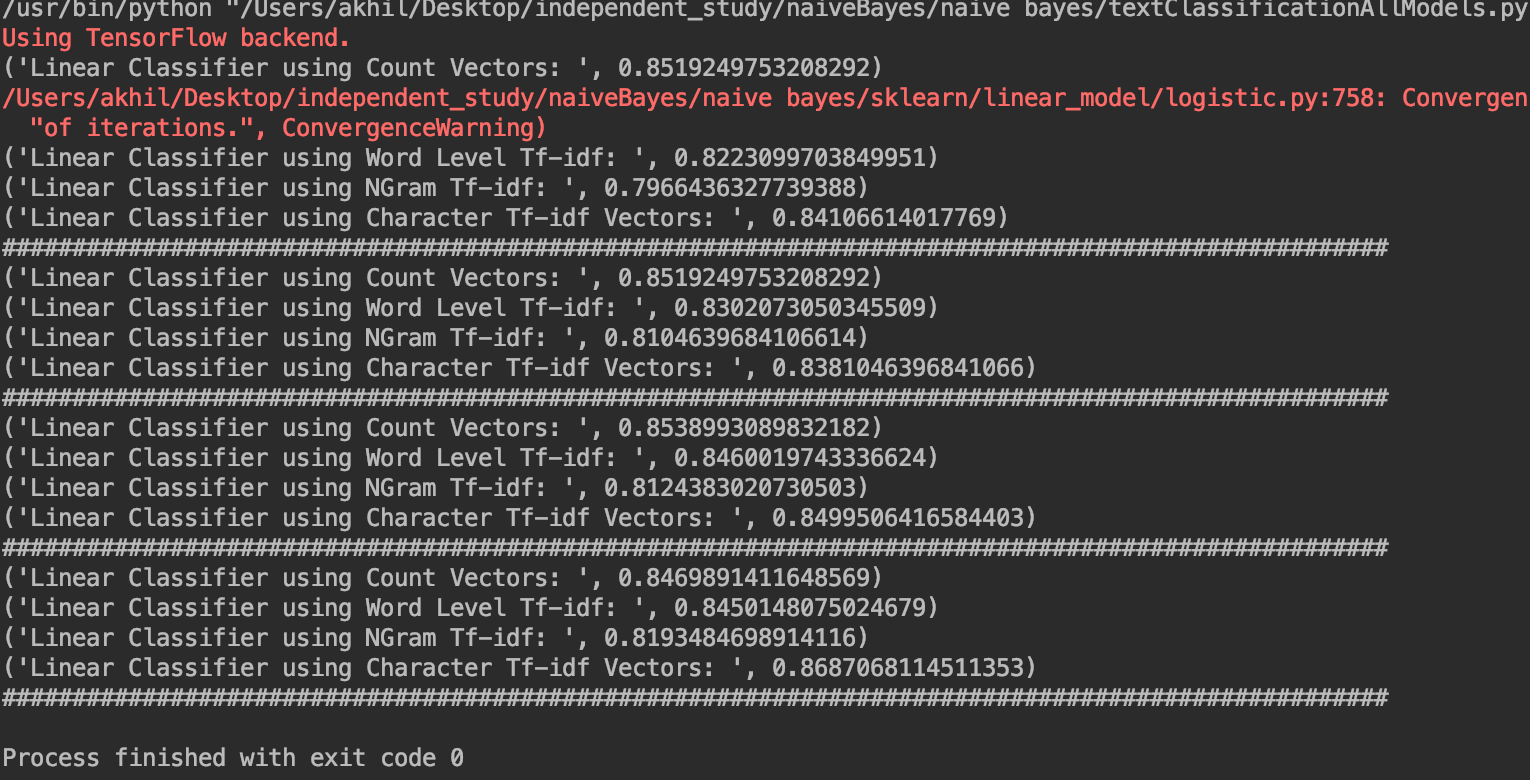 /usr/bin/python "/Users/akhil/Desktop/independent_study/naiveBayes/naive bayes/textClassificationAllModels.py
Using TensorFlow backend.
('Linear Classifier using Count Vectors: ', 0.8519249753208292)
/Users/akhil/Desktop/independent_study/naiveBayes/naive bayes/sklearn/linear_model/logistic.py:758: Convergen
"of iterations.", ConvergenceWarning)
('Linear Classifier using Word Level Tf-idf: ', 0.8223099703849951)
('Linear Classifier using NGram Tf-idf: ', 0.7966436327739388)
('Linear Classifier using Character Tf-idf Vectors: ', 0.84106614017769)
###################################################################################################
('Linear Classifier using Count Vectors: ', 0.8519249753208292)
('Linear Classifier using Word Level Tf-idf: ', 0.8302073050345509)
('Linear Classifier using NGram Tf-idf: ', 0.8104639684106614)
('Linear Classifier using Character Tf-idf Vectors: ', 0.8381046396841066)
###################################################################################################
('Linear Classifier using Count Vectors: ', 0.8538993089832182)
('Linear Classifier using Word Level Tf-idf: ', 0.8460019743336624)
('Linear Classifier using NGram Tf-idf: ', 0.8124383020730503)
('Linear Classifier using Character Tf-idf Vectors: ', 0.8499506416584403)
###################################################################################################
('Linear Classifier using Count Vectors: ', 0.8469891411648569)
('Linear Classifier using Word Level Tf-idf: ', 0.8450148075024679)
('Linear Classifier using NGram Tf-idf: ', 0.8193484698914116)
('Linear Classifier using Character Tf-idf Vectors: ', 0.8687068114511353)
###################################################################################################
Process finished with exit code 0